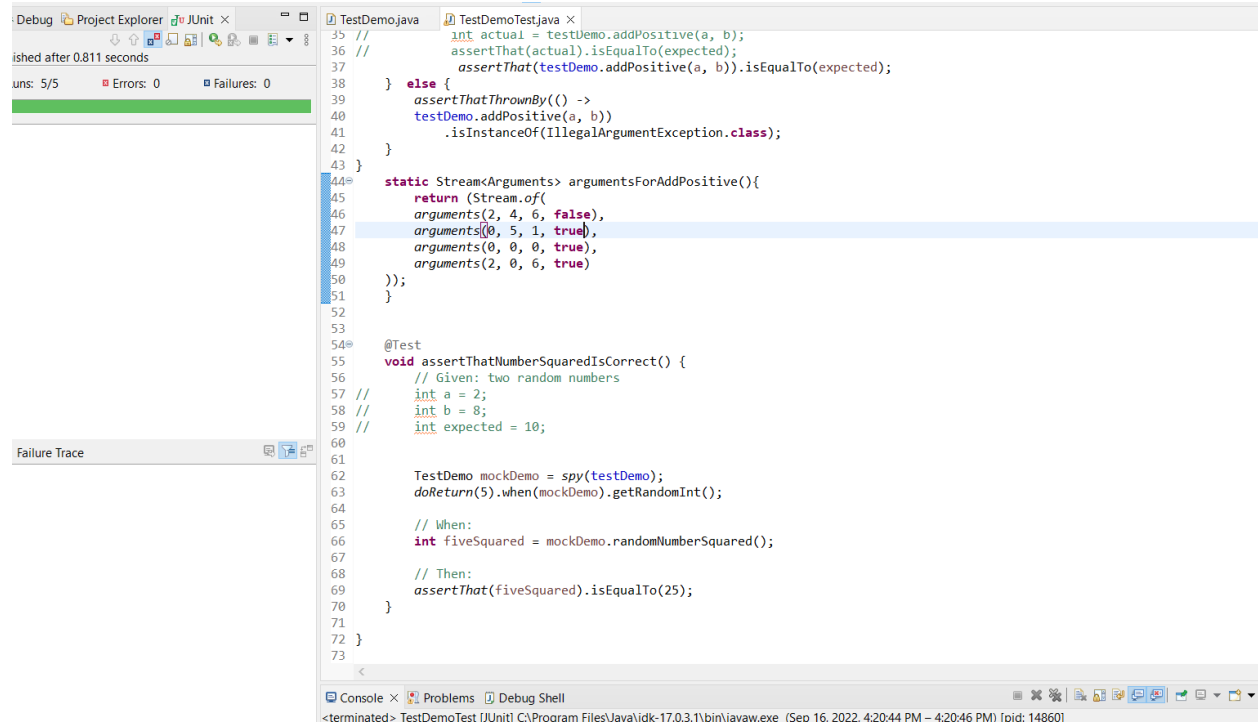 Debug Project Explorer JUnit ×
ished after 0.811 seconds
uns: 5/5 Errors: 0 Failures: 0
Failure Trace
TestDemo.java TestDemoTest.java ×
35 // int actual = testDemo.addPositive(a, b);
36 // assertThat(actual).isEqualTo(expected);
37 assertThat(testDemo.addPositive(a, b)).isEqualTo(expected);
38 } else {
39 assertThatThrownBy(() ->
40 testDemo.addPositive(a, b))
41 .isInstanceOf(IllegalArgumentException.class);
42 }
43 }
44 static Stream<Arguments> argumentsForAddPositive(){
45 return (Stream.of(
46 arguments(2, 4, 6, false),
47 arguments(0, 5, 1, true),
48 arguments(0, 0, 0, true),
49 arguments(2, 0, 6, true)
50 ));
51 }
52
53
54 @Test
55 void assertThatNumberSquaredIsCorrect() {
56 // Given: two random numbers
57 // int a = 2;
58 // int b = 8;
59 // int expected = 10;
60
61
62 TestDemo mockDemo = spy(testDemo);
63 doReturn(5).when(mockDemo).getRandomInt();
64
65 // When:
66 int fiveSquared = mockDemo.randomNumberSquared();
67
68 // Then:
69 assertThat(fiveSquared).isEqualTo(25);
70 }
71
72 }
73
Console × Problems Debug Shell
<terminated> TestDemoTest [JUnit] C:\Program Files\Java\jdk-17.0.3.1\bin\javaw.exe (Sep 16, 2022, 4:20:44 PM – 4:20:46 PM) [pid: 14860]